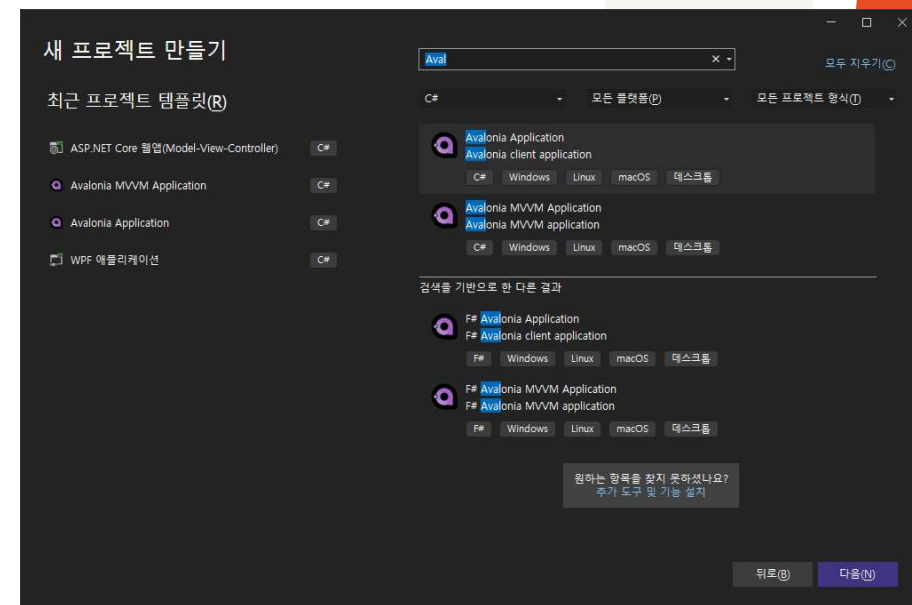 새 프로젝트 만들기
최근 프로젝트 템플릿(R)
ASP.NET Core 웹앱(Model-View-Controller) C#
Avalonia MVVM Application C#
Avalonia Application C#
WPF 애플리케이션 C#
Aval
모두 지우기(C)
C# 모든 플랫폼(P) 모든 프로젝트 형식(T)
Avalonia Application
Avalonia client application
C# Windows Linux macOS 데스크톱
Avalonia MVVM Application
Avalonia MVVM application
C# Windows Linux macOS 데스크톱
검색을 기반으로 한 다른 결과
F# Avalonia Application
F# Avalonia client application
F# Windows Linux macOS 데스크톱
F# Avalonia MVVM Application
F# Avalonia MVVM application
F# Windows Linux macOS 데스크톱
원하는 항목을 찾지 못하셨나요?
추가 도구 및 기능 설치
뒤로(B) 다음(N)